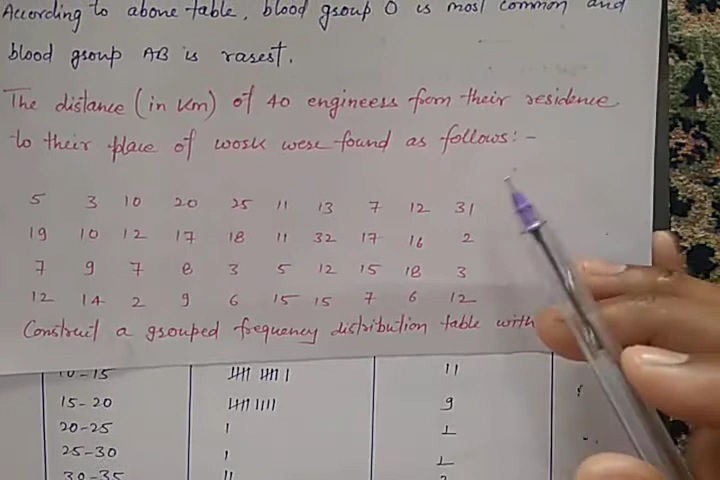 According to above table, blood group O is most common and
blood group AB is rarest.
The distance (in Km) of 40 engineers from their residence
to their place of work were found as follows:-
5 3 10 20 25 11 13 7 12 31
19 10 12 17 18 11 32 17 16 2
7 9 7 8 3 5 12 15 18 3
12 14 2 9 6 15 15 7 6 12
Construct a grouped frequency distribution table with
10-15 11
15-20 9
20-25 1
25-30 1
30-35